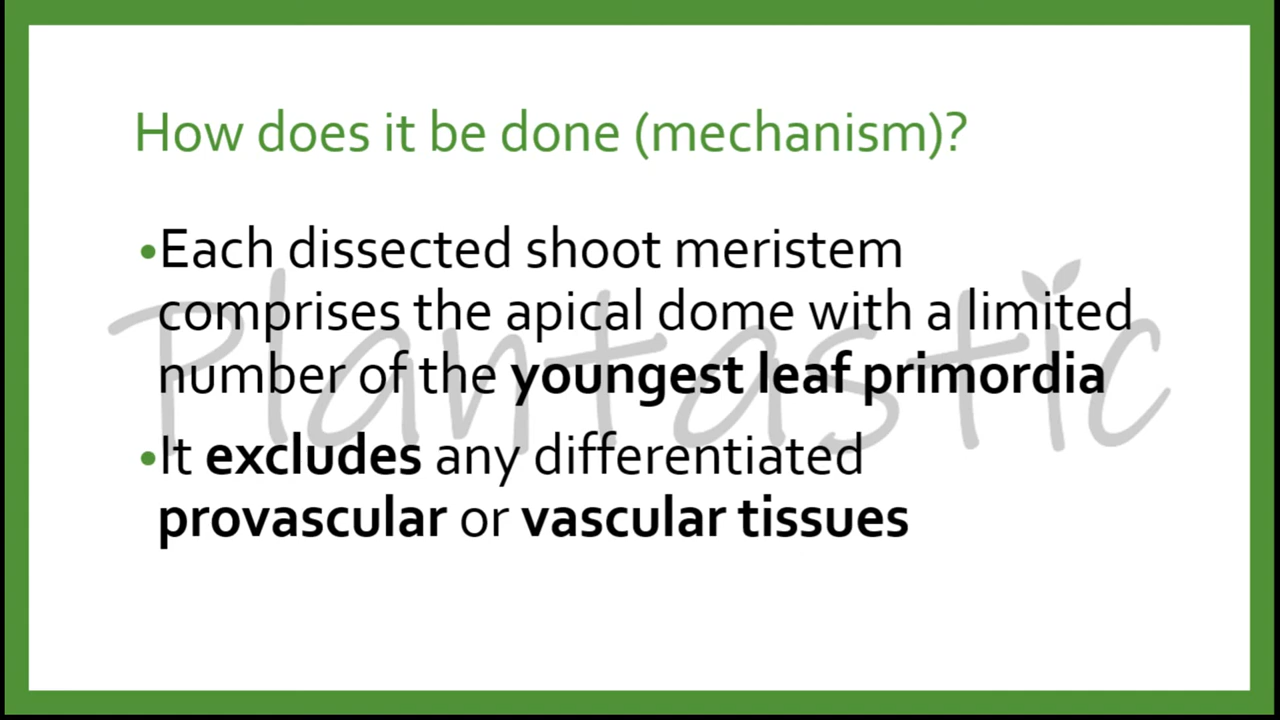 How does it be done (mechanism)?
•Each dissected shoot meristem
comprises the apical dome with a limited
number of the youngest leaf primordia
•It excludes any differentiated
provascular or vascular tissues
Plantastic